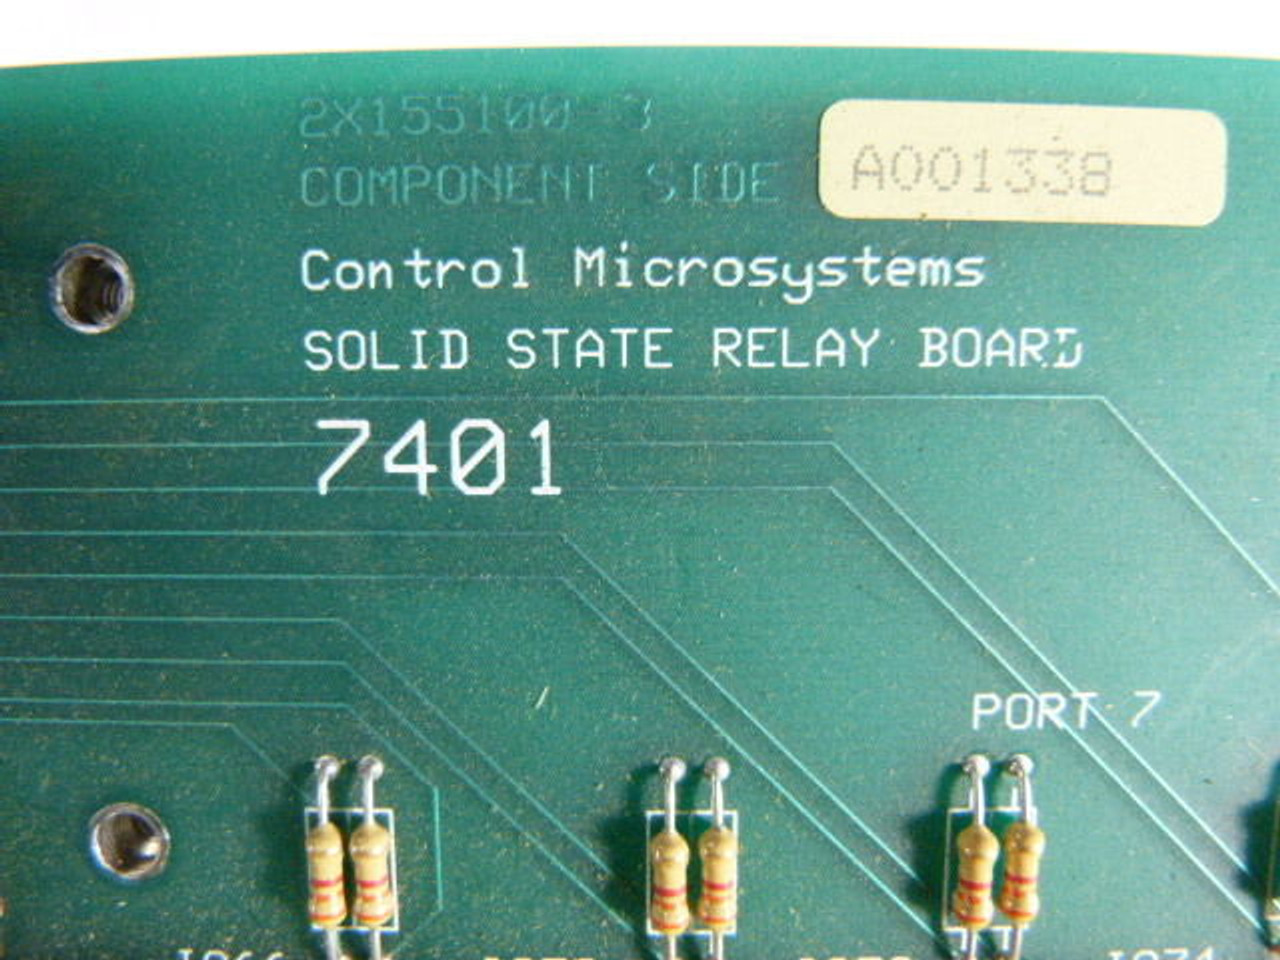 2X155100-3
COMPONENT SIDE
A001338
Control Microsystems
SOLID STATE RELAY BOARD
7401
PORT 7